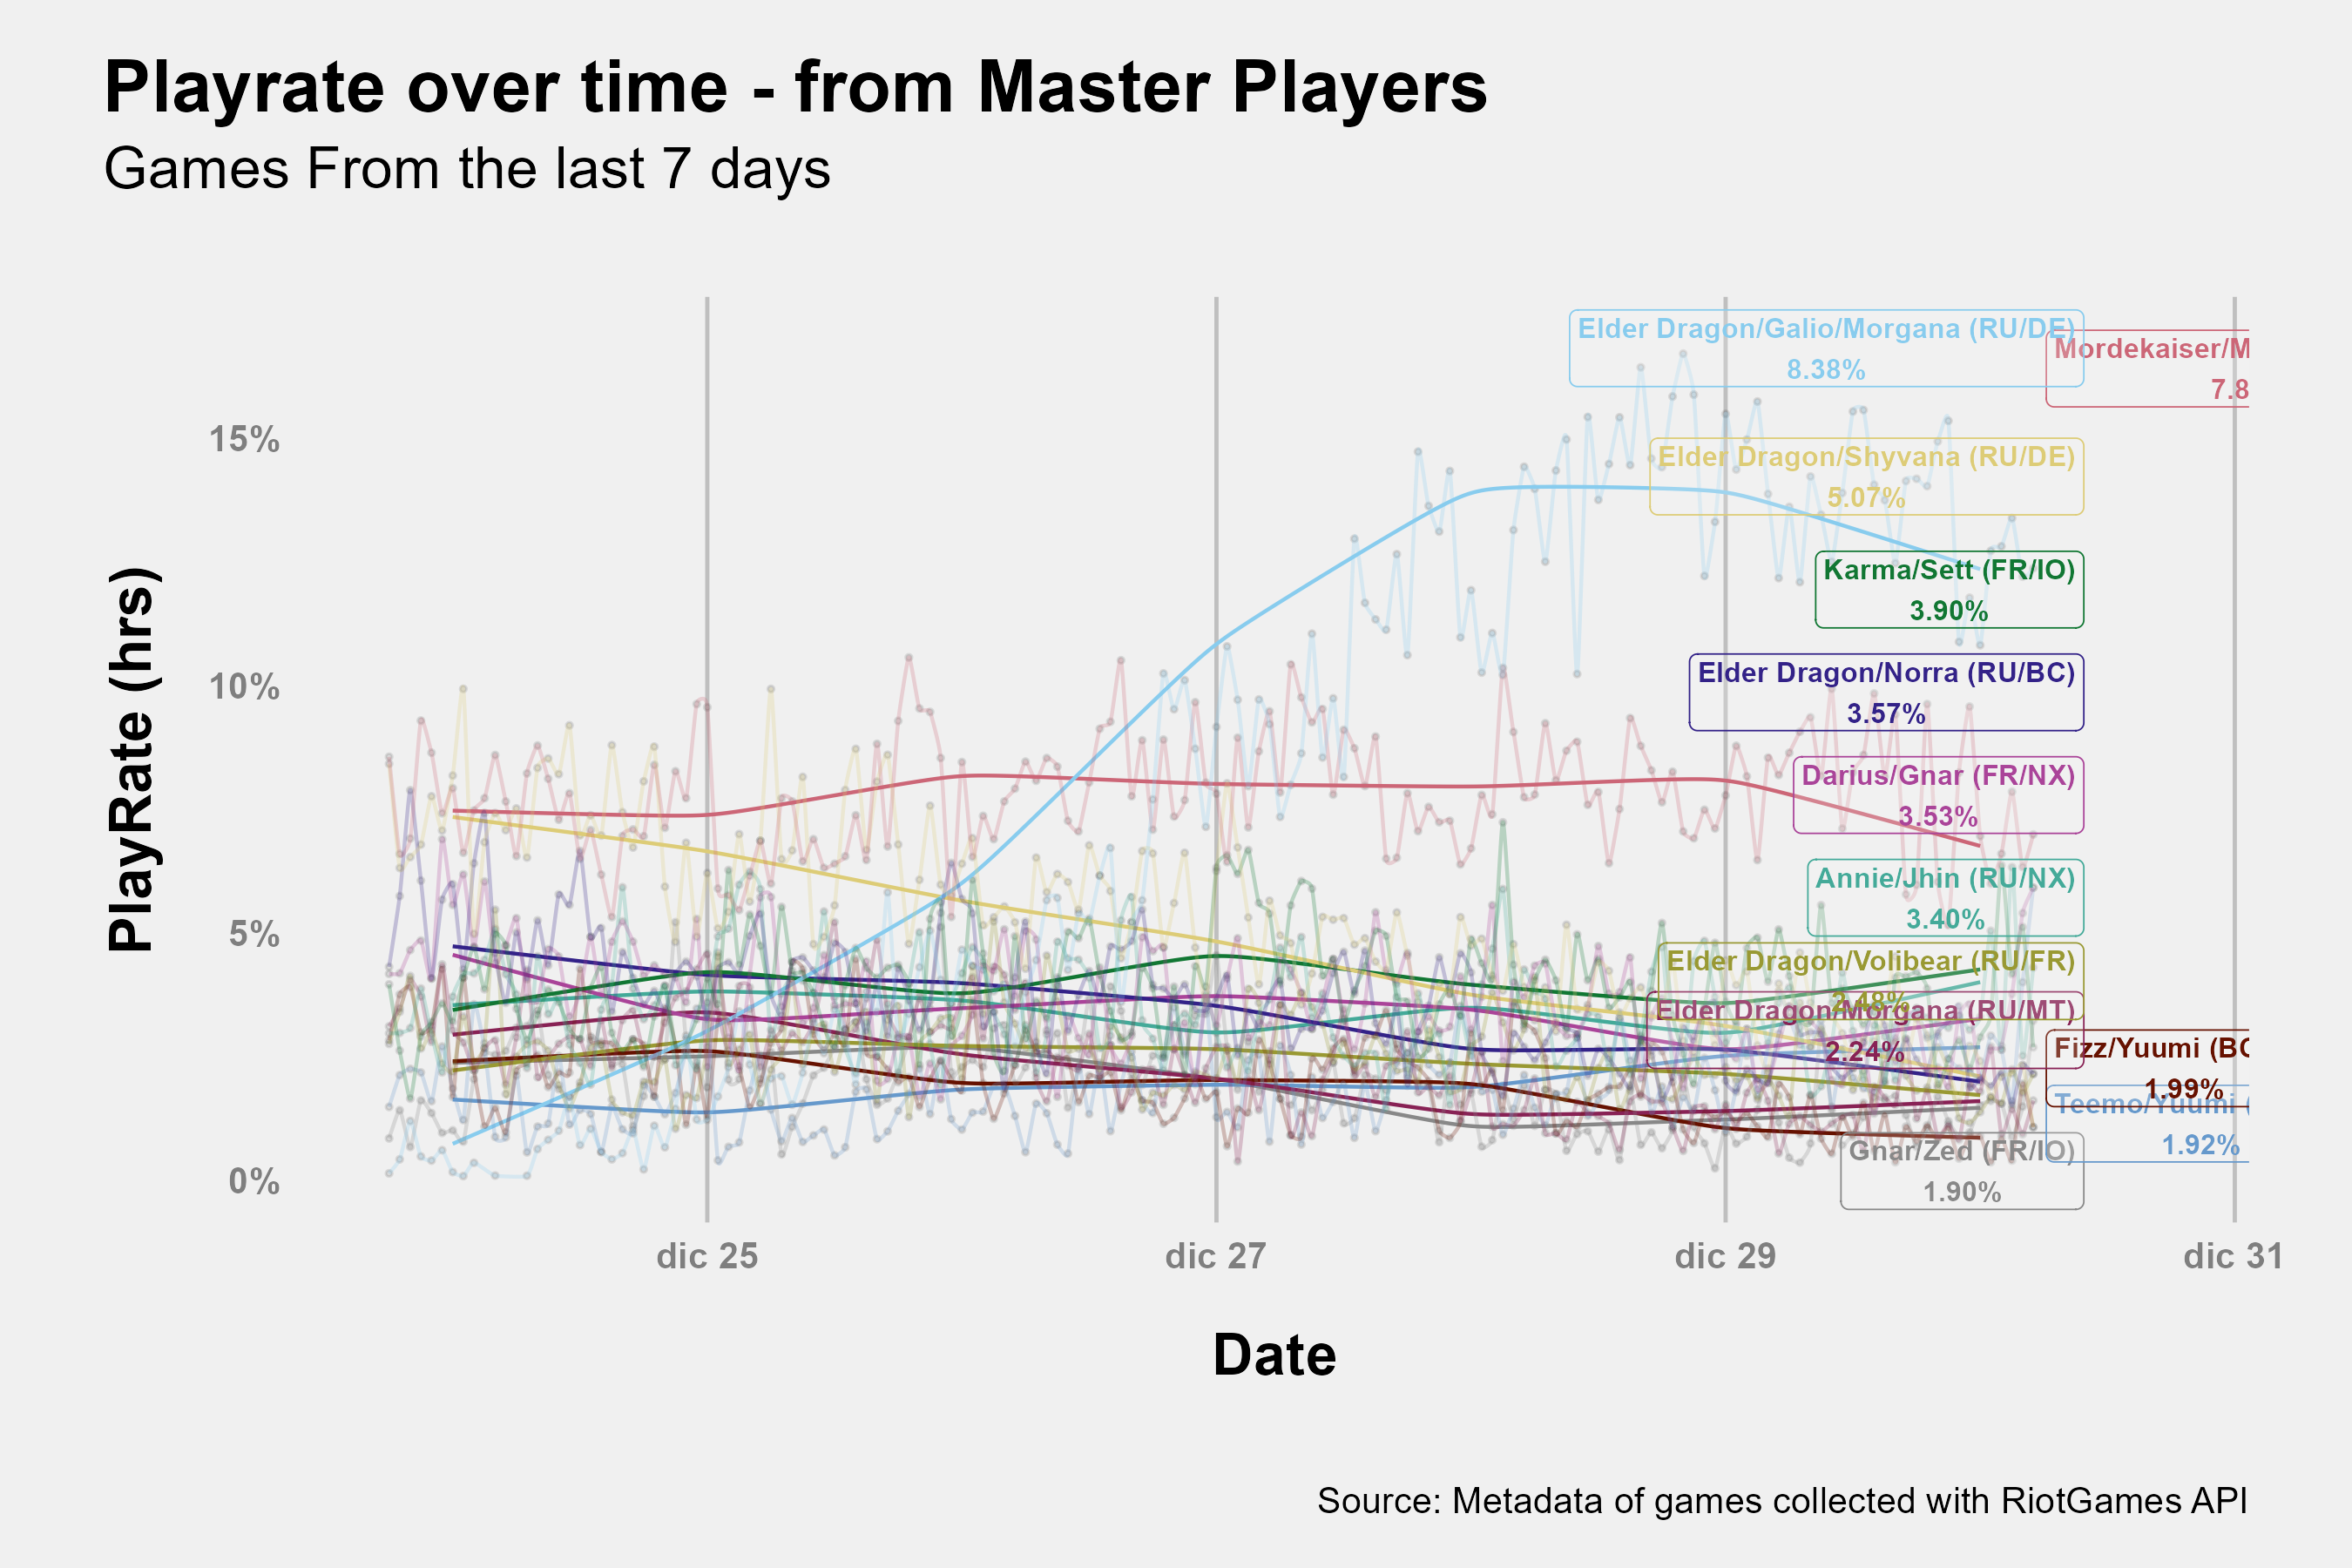 Playrate over time - from Master Players
Games From the last 7 days
PlayRate (hrs)
15%
10%
5%
0%
Elder Dragon/Galio/Morgana (RU/DE)
8.38%
Mordekaiser/M
7.8
Elder Dragon/Shyvana (RU/DE)
5.07%
Karma/Sett (FR/IO)
3.90%
Elder Dragon/Norra (RU/BC)
3.57%
Darius/Gnar (FR/NX)
3.53%
Annie/Jhin (RU/NX)
3.40%
Elder Dragon/Volibear (RU/FR)
2.48%
Elder Dragon/Morgana (RU/MT)
2.24%
Fizz/Yuumi (BC
1.99%
Teemo/Yuumi (
1.92%
Gnar/Zed (FR/IO)
1.90%
dic 25
dic 27
dic 29
dic 31
Date
Source: Metadata of games collected with RiotGames API